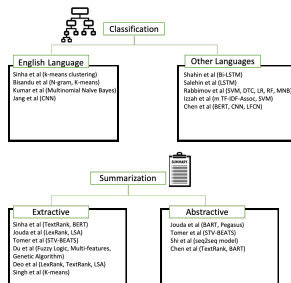 Classification
English Language
Sinha et al (k-means clustering)
Bisandu et al (N-gram, K-means)
Kumar et al (Multinomial Naïve Bayes)
Jang et al (CNN)
Other Languages
Shahin et al (Bi-LSTM)
Salehin et al (LSTM)
Rabbimov et al (SVM, DTC, LR, RF, MNB)
Izzah et al (m TF-IDF-Assoc, SVM)
Chen et al (BERT, CNN, LFCN)
SUMMARY
Summarization
Extractive
Sinha et al (TextRank, BERT)
Jouda et al (LexRank, LSA)
Tomer et al (STV-BEATS)
Du et al (Fuzzy Logic, Multi-features,
Genetic Algorithm)
Deo et al (LexRank, TextRank, LSA)
Singh et al (K-means)
Abstractive
Jouda et al (BART, Pegasus)
Tomer et al (STV-BEATS)
Shi et al (seq2seq model)
Chen et al (TextRank, BART)